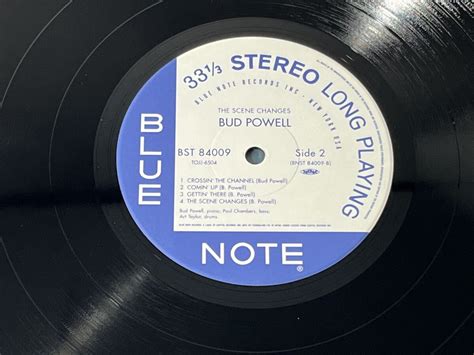 33⅓ STEREO LONG PLAYING
BLUE NOTE RECORDS INC · NEW YORK USA
THE SCENE CHANGES
BUD POWELL
BST 84009
TOJJ-6504
Side 2
(BNST 84009-B)
1. CROSSIN' THE CHANNEL (Bud Powell)
2. COMIN' UP (B. Powell)
3. GETTIN' THERE (B. Powell)
4. THE SCENE CHANGES (B. Powell)
Bud Powell, piano; Paul Chambers, bass;
Art Taylor, drums.
BLUE
NOTE®